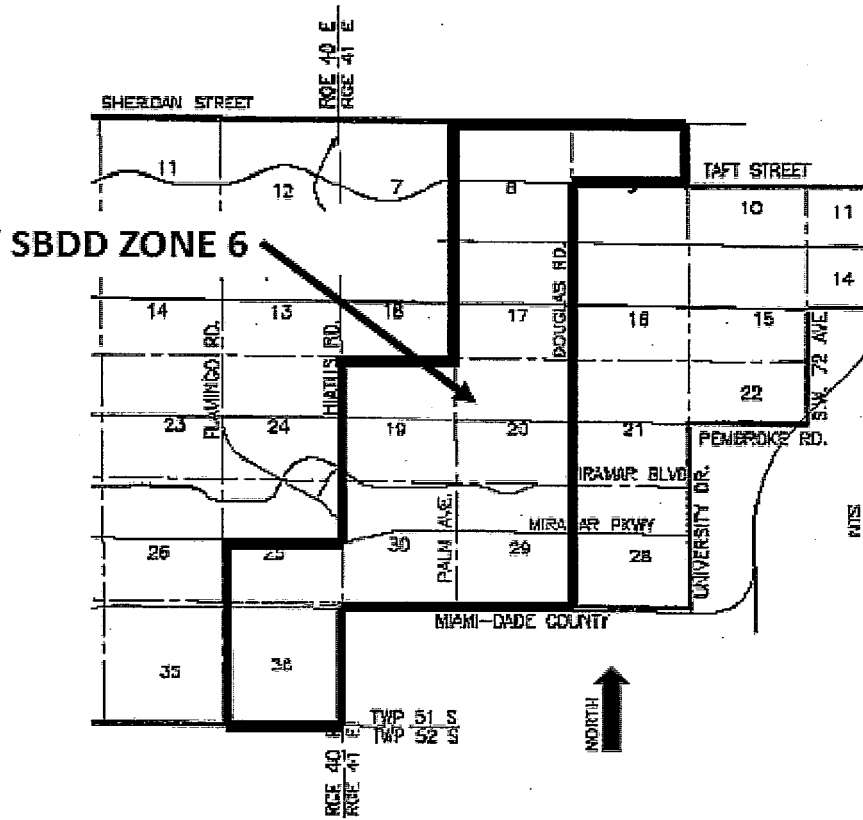 RGE 40 E
RGE 41 E
SHERIDAN STREET
TAFT STREET
11
12
7
8
9
10
11
SBDD ZONE 6
14
14
13
18
17
16
15
DOUGLAS RD.
FLAMINGO RD.
HIATUS RD.
S.W. 72 AVE.
22
23
24
19
20
21
PEMBROKE RD.
IRAMAR BLVD.
PALM AVE.
MIRAMAR PKWY
UNIVERSITY DR.
NTS
26
25
30
29
28
MIAMI-DADE COUNTY
35
36
NORTH
TWP 51 S
TWP 52 S
RGE 40 E
RGE 41 E